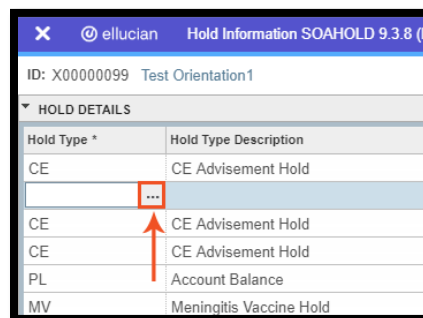 ✕ ellucian Hold Information SOAHOLD 9.3.8 (
ID: X00000099 Test Orientation1
HOLD DETAILS
Hold Type * Hold Type Description
CE CE Advisement Hold
...
CE CE Advisement Hold
CE CE Advisement Hold
PL Account Balance
MV Meningitis Vaccine Hold